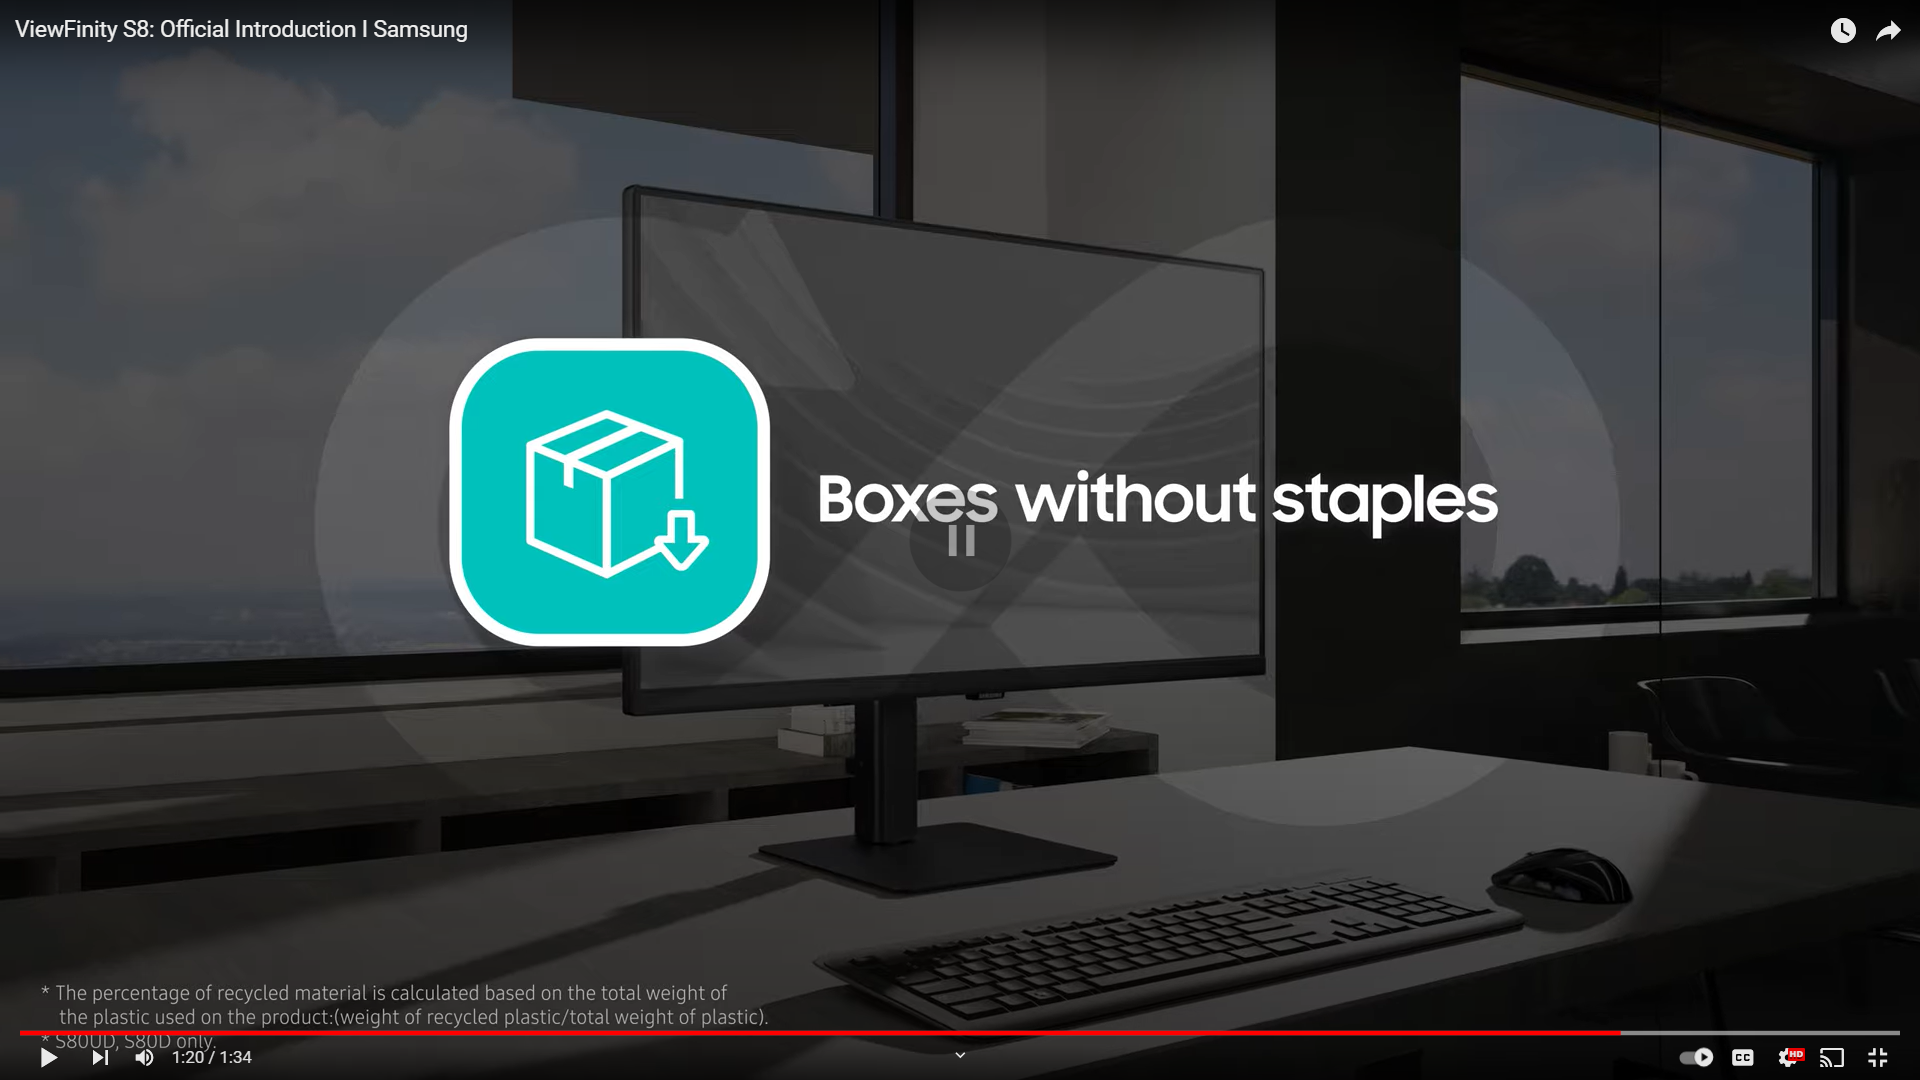 ViewFinity S8: Official Introduction I Samsung
Boxes without staples
* The percentage of recycled material is calculated based on the total weight of
the plastic used on the product:(weight of recycled plastic/total weight of plastic).
* S80UD, S80D only.
1:20 / 1:34
CC
HD